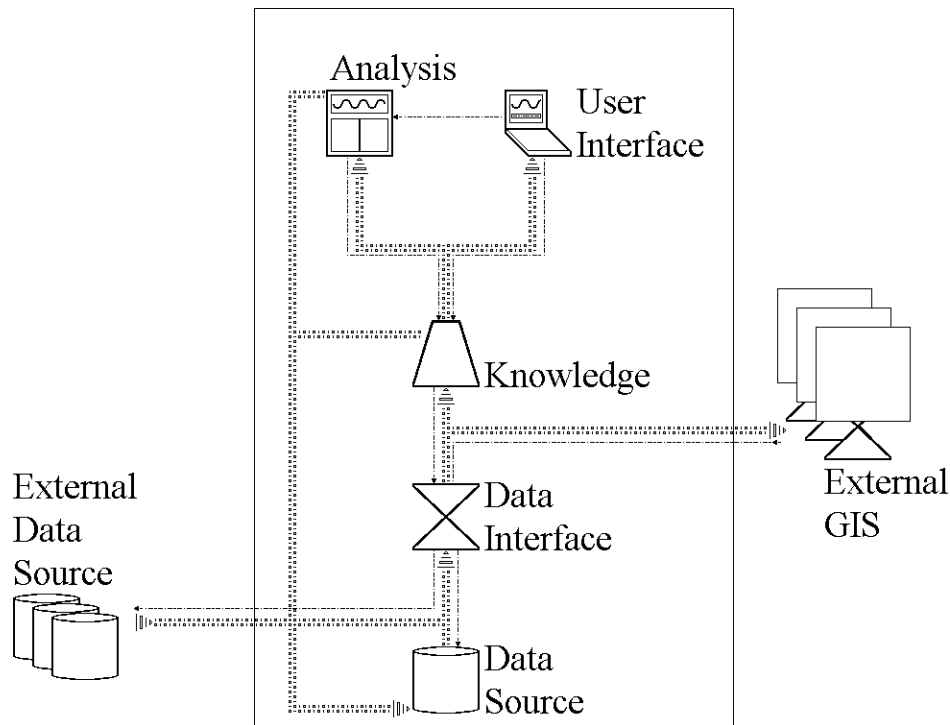 Analysis
User
Interface
Knowledge
External
GIS
Data
Interface
External
Data
Source
Data
Source